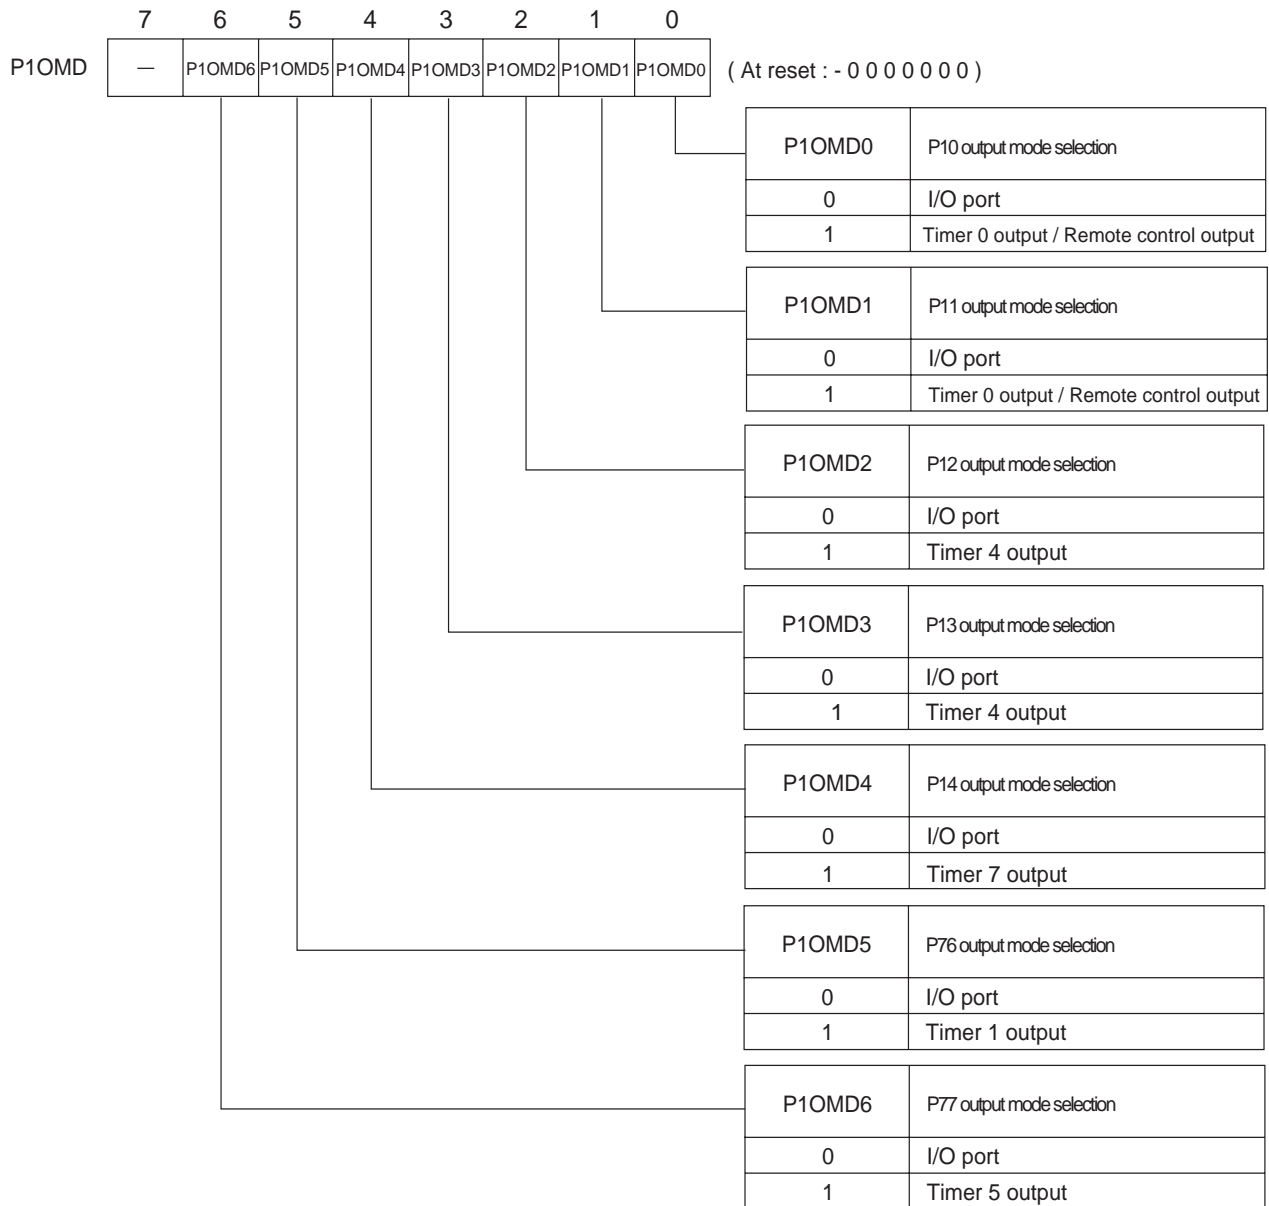 7 6 5 4 3 2 1 0
P1OMD — P1OMD6 P1OMD5 P1OMD4 P1OMD3 P1OMD2 P1OMD1 P1OMD0 ( At reset : - 0 0 0 0 0 0 0 )
P1OMD0 P10 output mode selection
0 I/O port
1 Timer 0 output / Remote control output
P1OMD1 P11 output mode selection
0 I/O port
1 Timer 0 output / Remote control output
P1OMD2 P12 output mode selection
0 I/O port
1 Timer 4 output
P1OMD3 P13 output mode selection
0 I/O port
1 Timer 4 output
P1OMD4 P14 output mode selection
0 I/O port
1 Timer 7 output
P1OMD5 P76 output mode selection
0 I/O port
1 Timer 1 output
P1OMD6 P77 output mode selection
0 I/O port
1 Timer 5 output